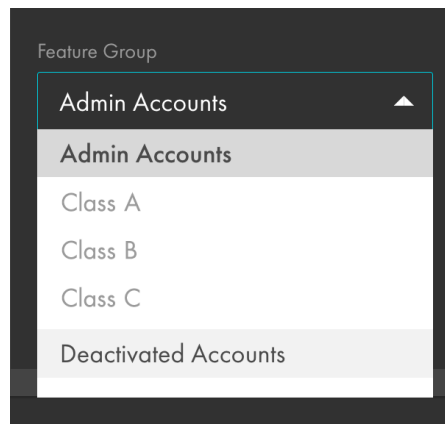 Feature Group
Admin Accounts
Admin Accounts
Class A
Class B
Class C
Deactivated Accounts